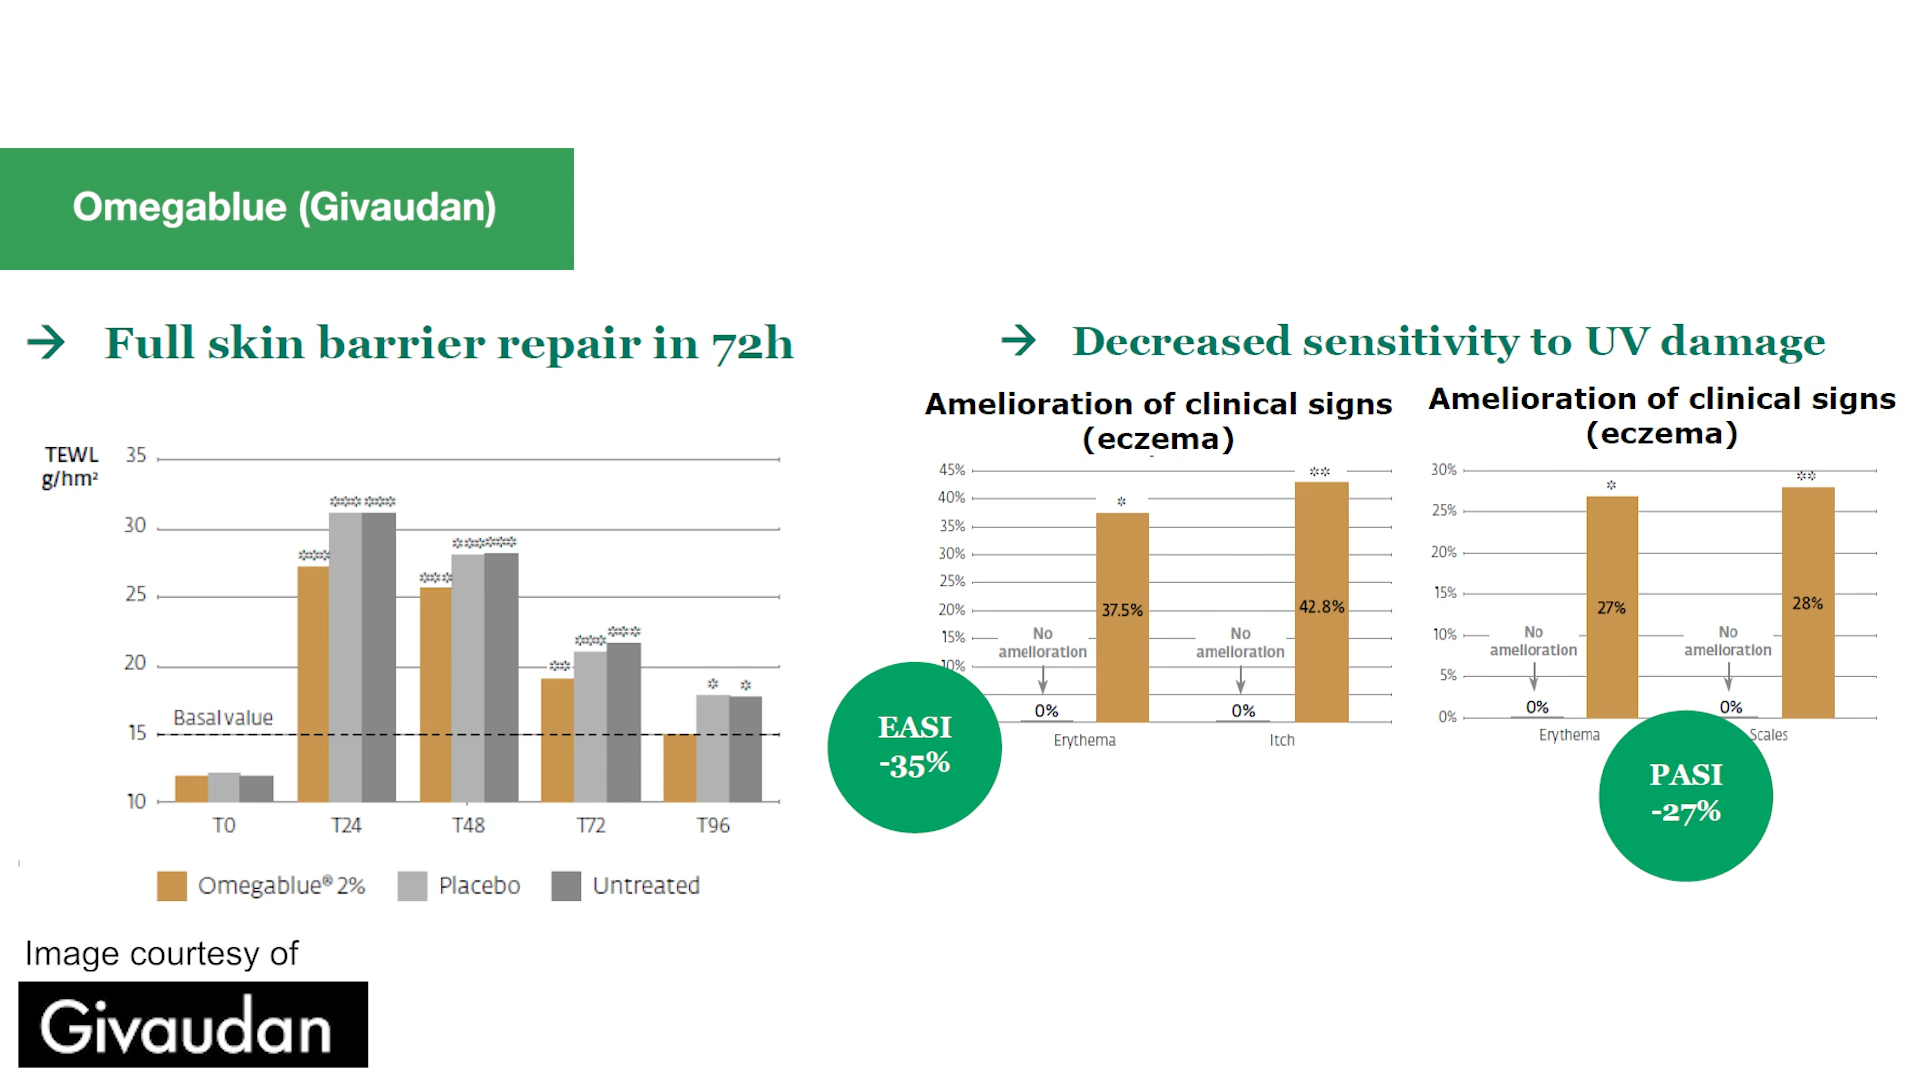 Omegablue (Givaudan)
→ Full skin barrier repair in 72h
TEWL
g/hm²
35
30
25
20
15
10
*** *** ***
*** *** ***
** *** ***
* *
Basal value
T0 T24 T48 T72 T96
Omegablue® 2% Placebo Untreated
Image courtesy of
Givaudan
→ Decreased sensitivity to UV damage
Amelioration of clinical signs
(eczema)
45%
40%
35%
30%
25%
20%
15%
10%
* **
37.5% 42.8%
No
amelioration
No
amelioration
0% 0%
Erythema Itch
EASI
-35%
Amelioration of clinical signs
(eczema)
30%
25%
20%
15%
10%
5%
0%
* **
27% 28%
No
amelioration
No
amelioration
0% 0%
Erythema Scales
PASI
-27%